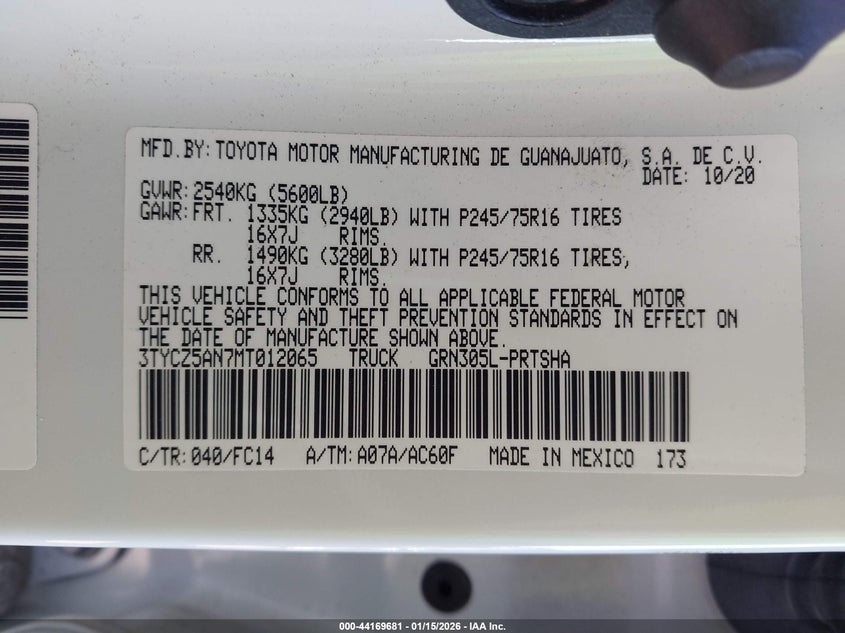 MFD.BY:TOYOTA MOTOR MANUFACTURING DE GUANAJUATO, S.A. DE C.V.
DATE: 10/20
GVWR:2540KG (5600LB)
GAWR:FRT. 1335KG (2940LB) WITH P245/75R16 TIRES
16X7J RIMS.
RR. 1490KG (3280LB) WITH P245/75R16 TIRES,
16X7J RIMS.
THIS VEHICLE CONFORMS TO ALL APPLICABLE FEDERAL MOTOR
VEHICLE SAFETY AND THEFT PREVENTION STANDARDS IN EFFECT ON
THE DATE OF MANUFACTURE SHOWN ABOVE.
3TYCZ5AN7MT012065 TRUCK GRN305L-PRTSHA
C/TR:040/FC14 A/TM:A07A/AC60F MADE IN MEXICO 173
000-44169681 - 01/15/2026 - IAA Inc.